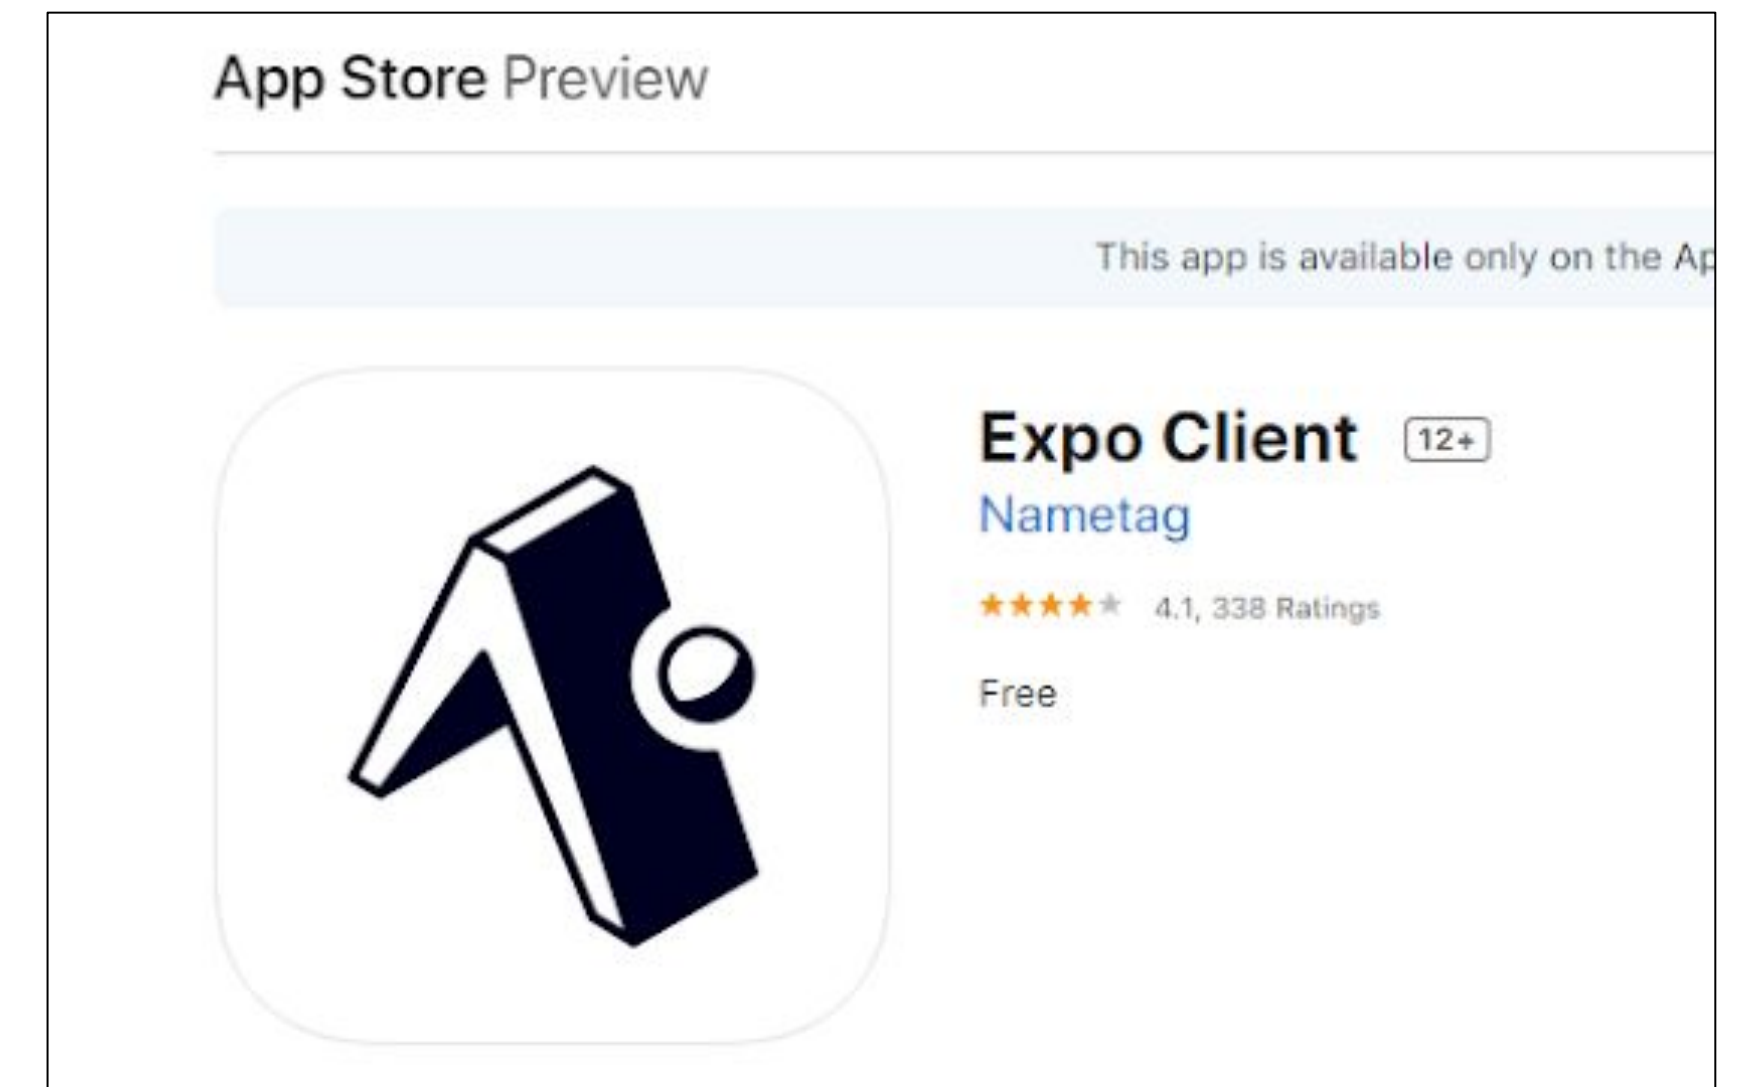 App Store Preview
This app is available only on the Ap
Expo Client 12+
Nametag
4.1, 338 Ratings
Free